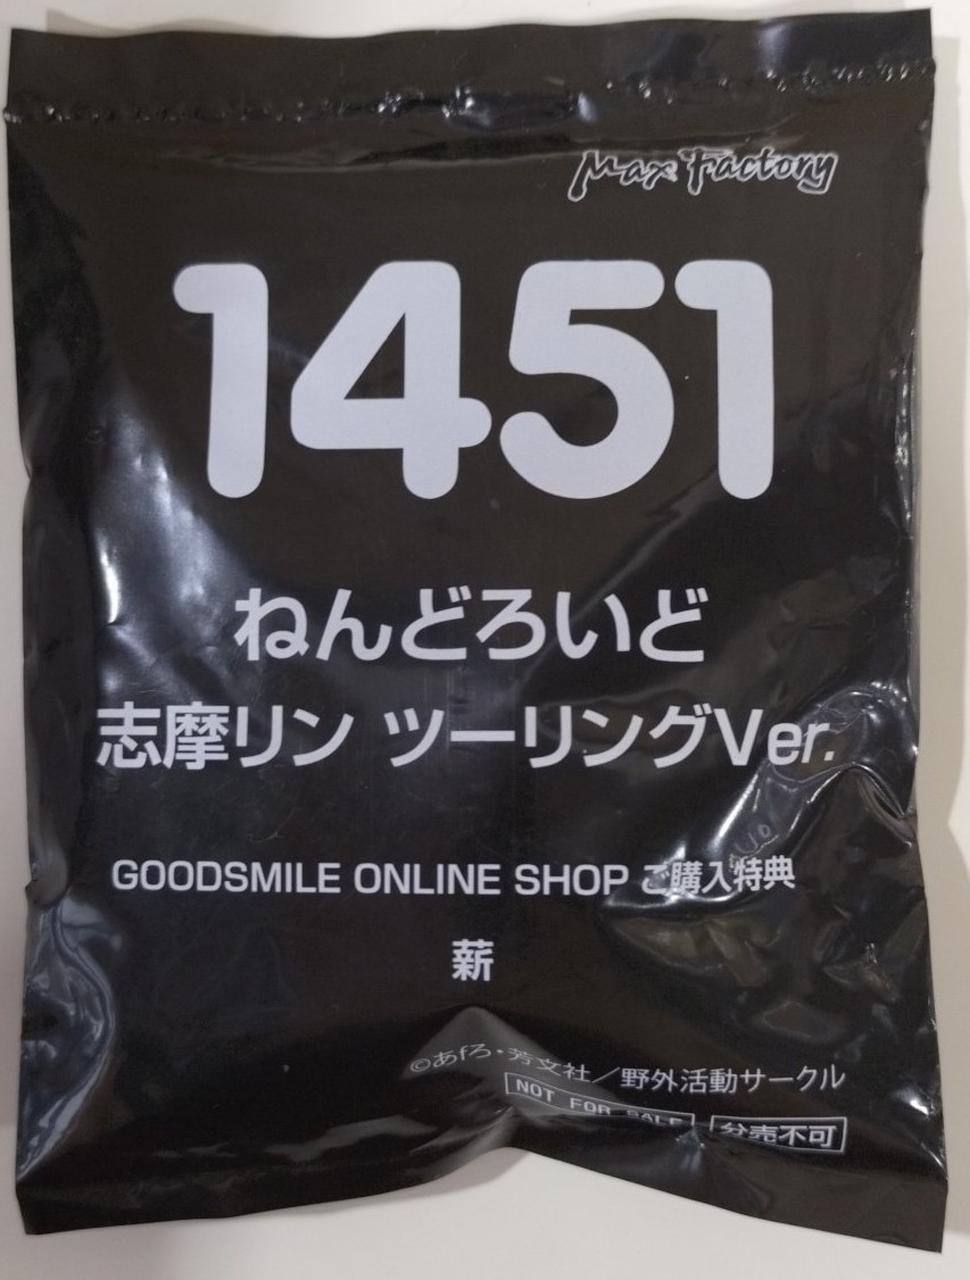 Max Factory
1451
ねんどろいど
志摩リン ツーリングVer.
GOODSMILE ONLINE SHOP ご購入特典
薪
©あfろ・芳文社／野外活動サークル
NOT FOR SALE 分売不可